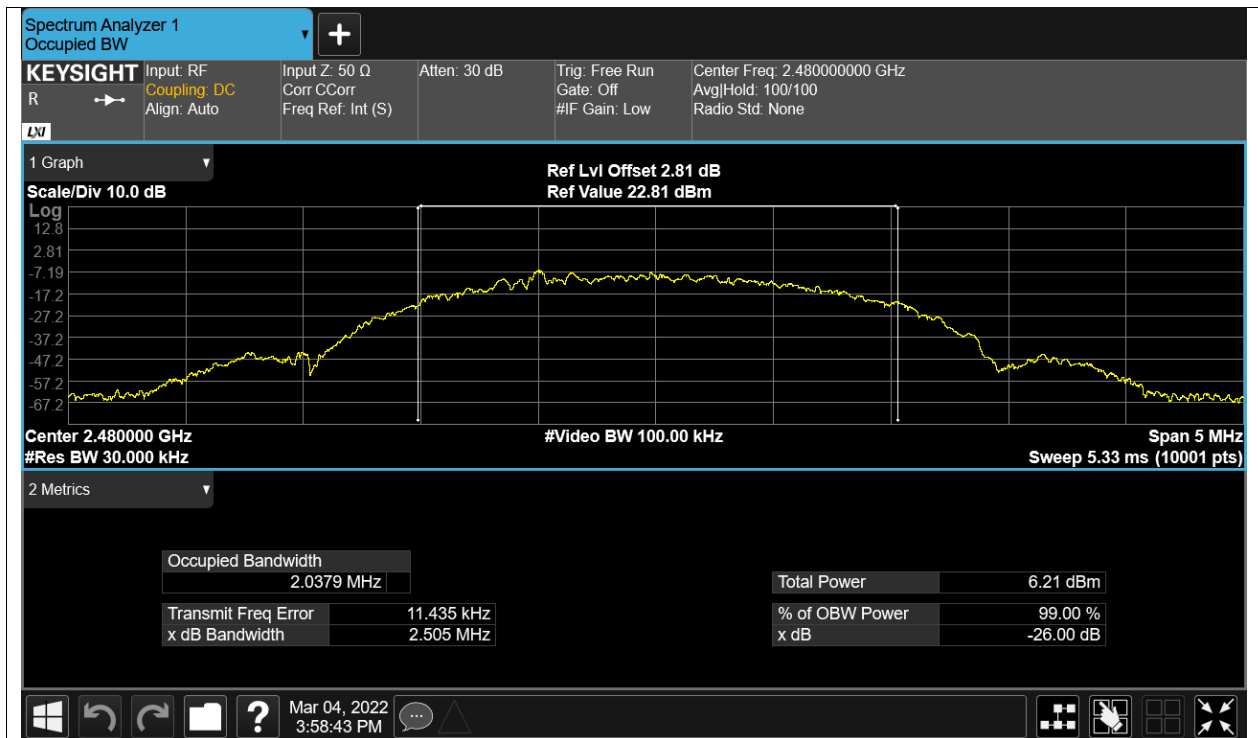 Spectrum Analyzer 1
Occupied BW
KEYSIGHT
R
LXI
Input: RF
Coupling: DC
Align: Auto
Input Z: 50 Ω
Corr CCorr
Freq Ref: Int (S)
Atten: 30 dB
Trig: Free Run
Gate: Off
#IF Gain: Low
Center Freq: 2.480000000 GHz
Avg|Hold: 100/100
Radio Std: None
1 Graph
Scale/Div 10.0 dB
Ref Lvl Offset 2.81 dB
Ref Value 22.81 dBm
Log
12.8
2.81
-7.19
-17.2
-27.2
-37.2
-47.2
-57.2
-67.2
Center 2.480000 GHz
#Video BW 100.00 kHz
Span 5 MHz
#Res BW 30.000 kHz
Sweep 5.33 ms (10001 pts)
2 Metrics
Occupied Bandwidth
2.0379 MHz
Total Power 6.21 dBm
Transmit Freq Error 11.435 kHz
% of OBW Power 99.00 %
x dB Bandwidth 2.505 MHz
x dB -26.00 dB
?
Mar 04, 2022
3:58:43 PM